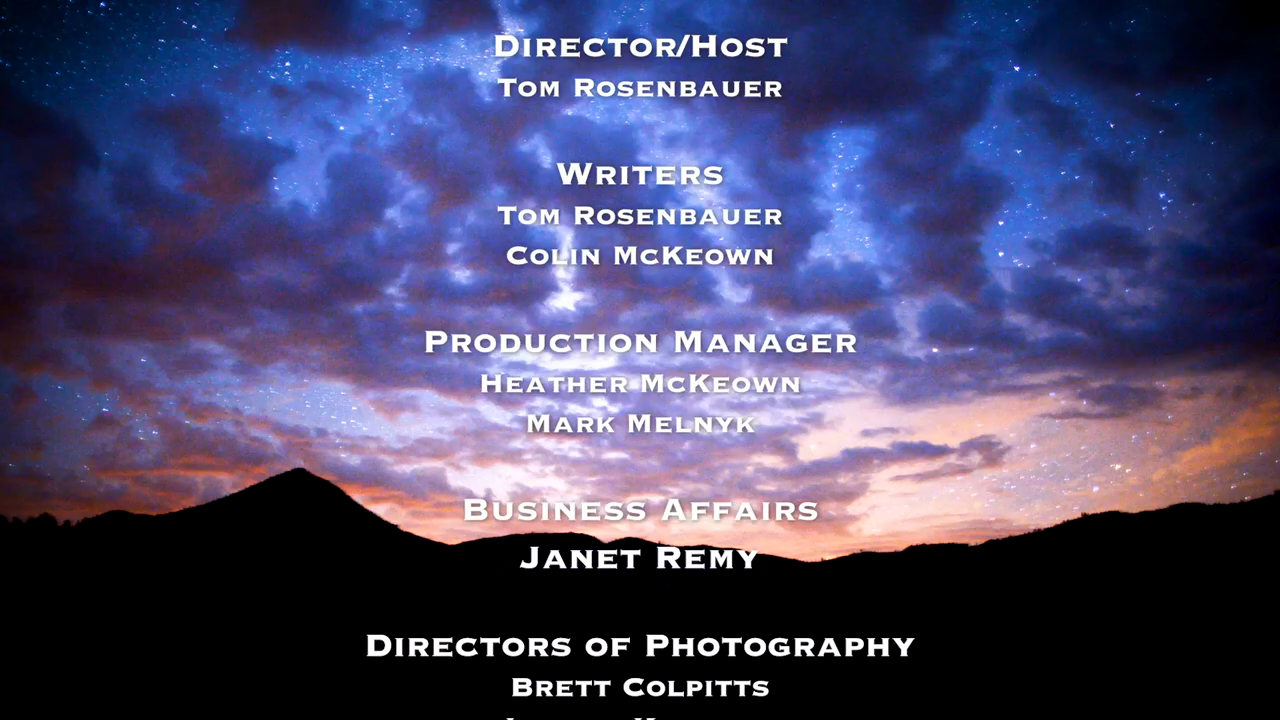 Director/Host
Tom Rosenbauer
Writers
Tom Rosenbauer
Colin McKeown
Production Manager
Heather McKeown
Mark Melnyk
Business Affairs
Janet Remy
Directors of Photography
Brett Colpitts